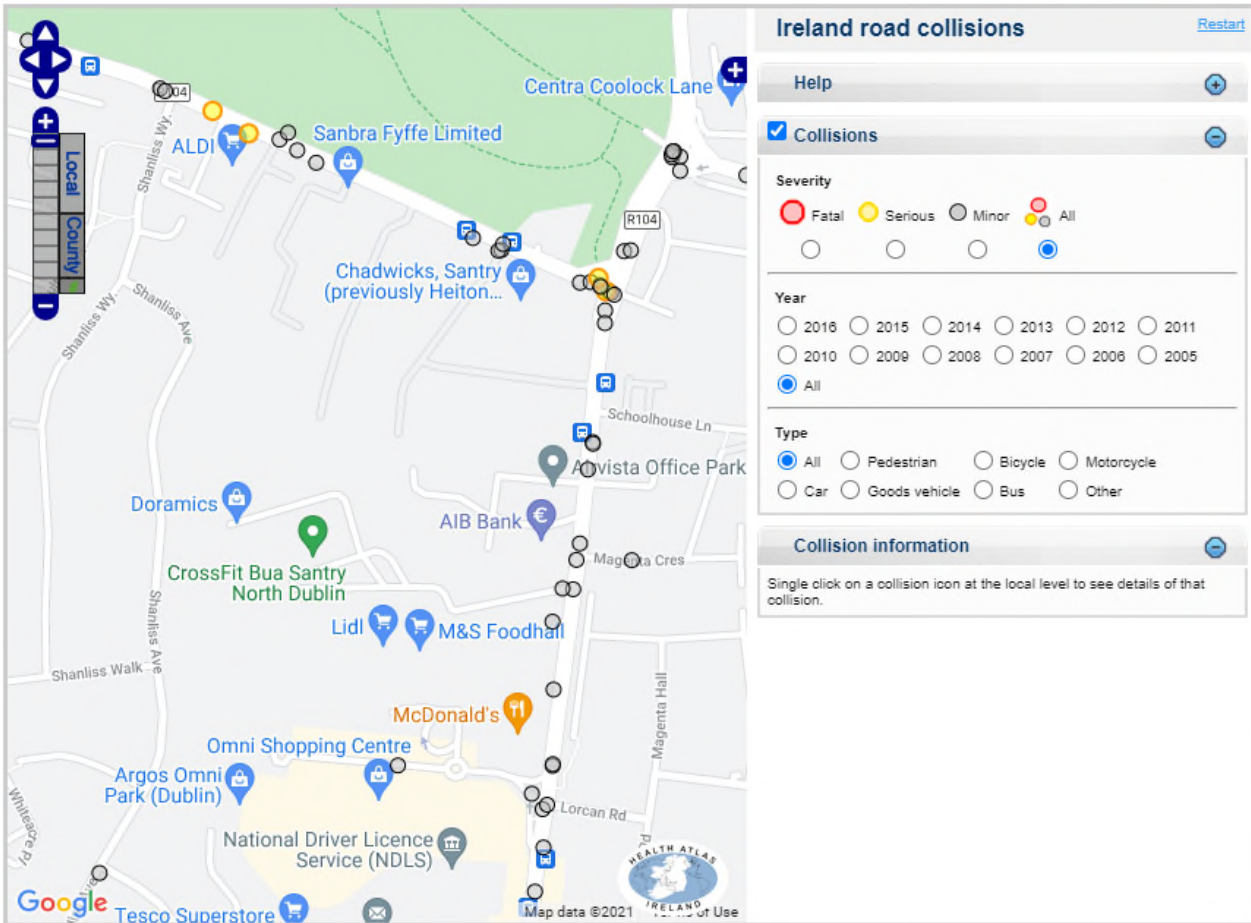 Centra Coolock Lane
Sanbra Fyffe Limited
ALDI
Shanliss Wy.
R104
Chadwicks, Santry
(previously Heiton...
Shanliss Wy.
Shanliss Ave
Local
County
Schoolhouse Ln
Office Park
Doramics
AIB Bank
CrossFit Bua Santry
North Dublin
Magenta Cres
Lidl
M&S Foodhall
Shanliss Ave
Shanliss Walk
Magenta Hall
McDonald's
Omni Shopping Centre
Argos Omni
Park (Dublin)
Lorcan Rd
Whiteacre Pl
National Driver Licence
Service (NDLS)
HEALTH ATLAS
IRELAND
Google
Tesco Superstore
Map data ©2021
of Use
Ireland road collisions
Restart
Help
Collisions
Severity
Fatal Serious Minor All
Year
2016 2015 2014 2013 2012 2011
2010 2009 2008 2007 2006 2005
All
Type
All Pedestrian Bicycle Motorcycle
Car Goods vehicle Bus Other
Collision information
Single click on a collision icon at the local level to see details of that
collision.